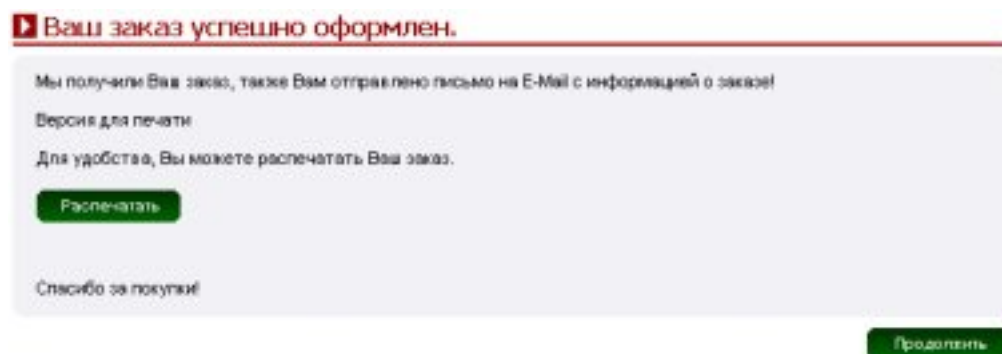 Ваш заказ успешно оформлен.
Мы получили Ваш заказ, также Вам отправлено письмо на E-Mail с информацией о заказе!
Версия для печати
Для удобства, Вы можете распечатать Ваш заказ.
Распечатать
Спасибо за покупки!
Продолжить